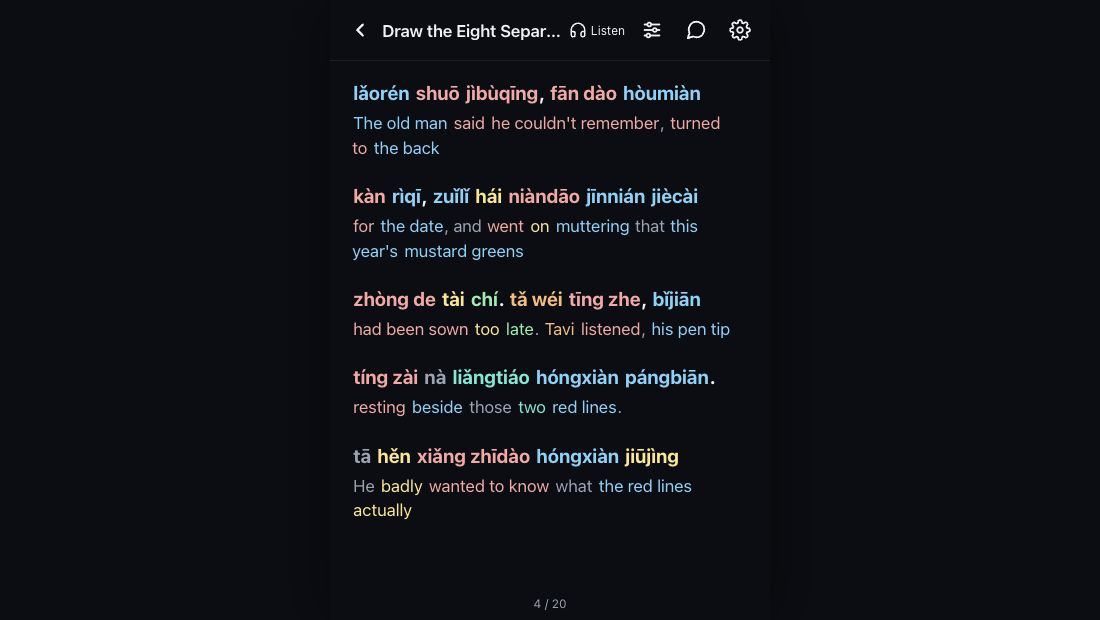 Draw the Eight Separ... Listen
lǎorén shuō jìbùqīng, fān dào hòumiàn
The old man said he couldn't remember, turned
to the back
kàn rìqī, zuǐlǐ hái niàndāo jīnnián jiècài
for the date, and went on muttering that this
year's mustard greens
zhòng de tài chí. tǎ wéi tīng zhe, bǐjiān
had been sown too late. Tavi listened, his pen tip
tíng zài nà liǎngtiáo hóngxiàn pángbiān.
resting beside those two red lines.
tā hěn xiǎng zhīdào hóngxiàn jiūjìng
He badly wanted to know what the red lines
actually
4 / 20